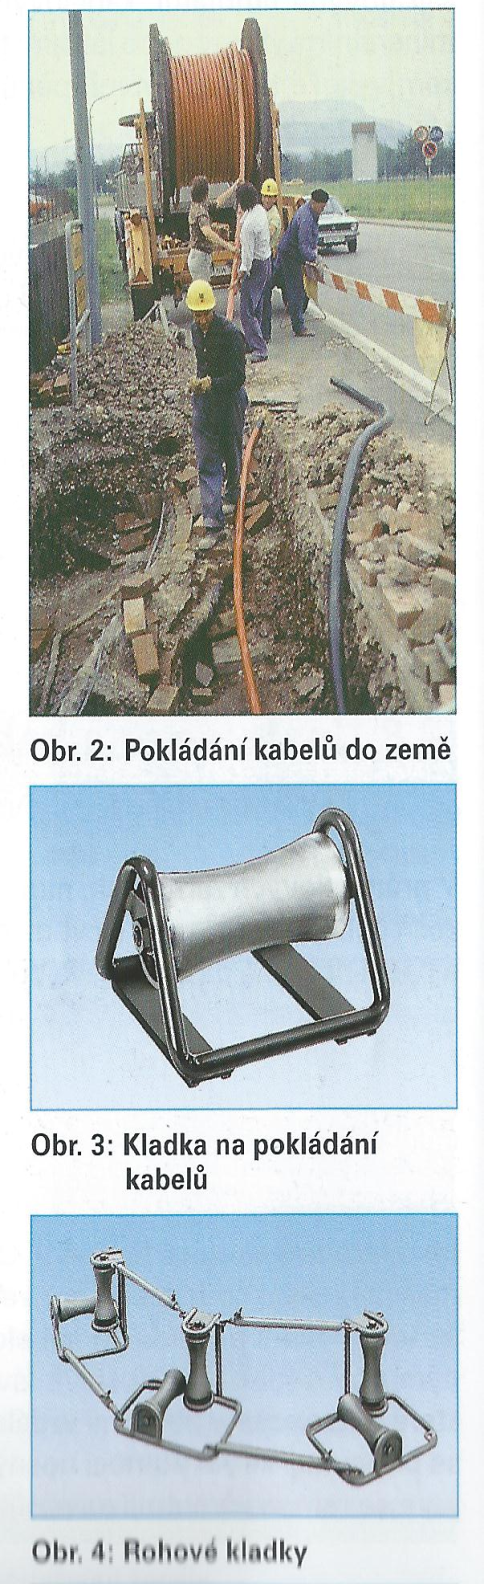 Obr. 2: Pokládání kabelů do země
Obr. 3: Kladka na pokládání
kabelů
Obr. 4: Rohové kladky